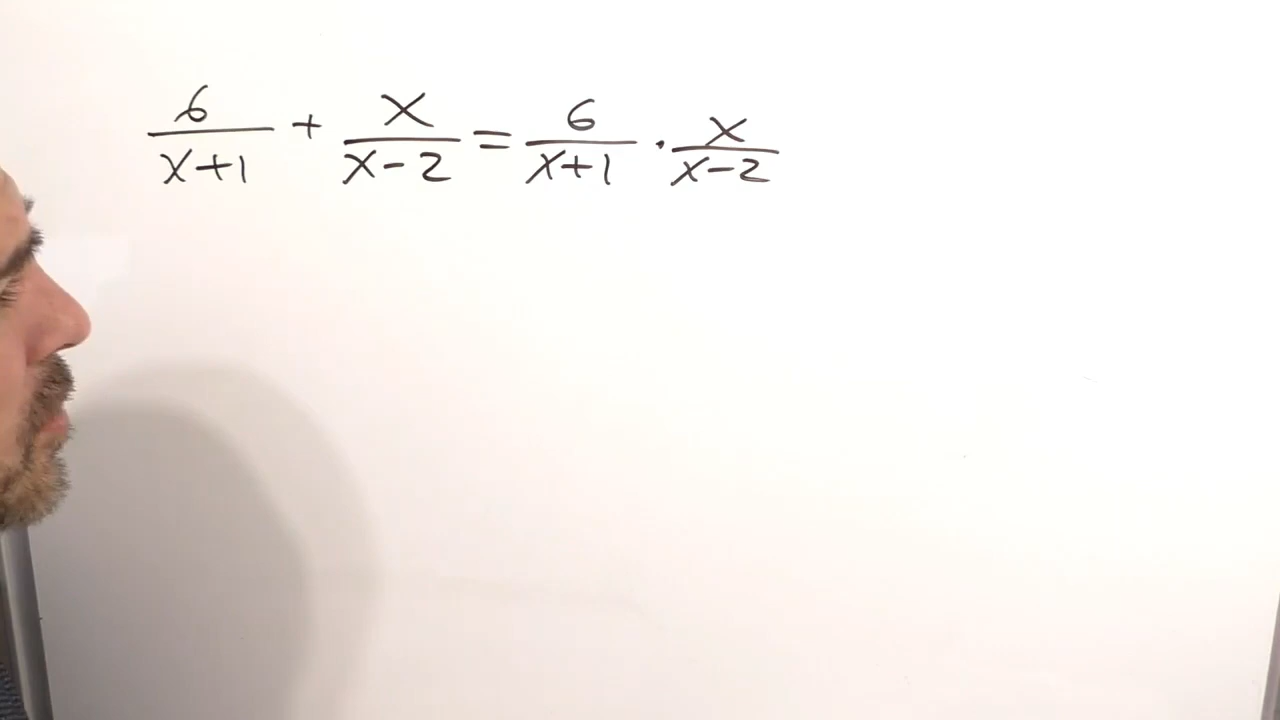 6/(x+1) + x/(x-2) = 6/(x+1) · x/(x-2)